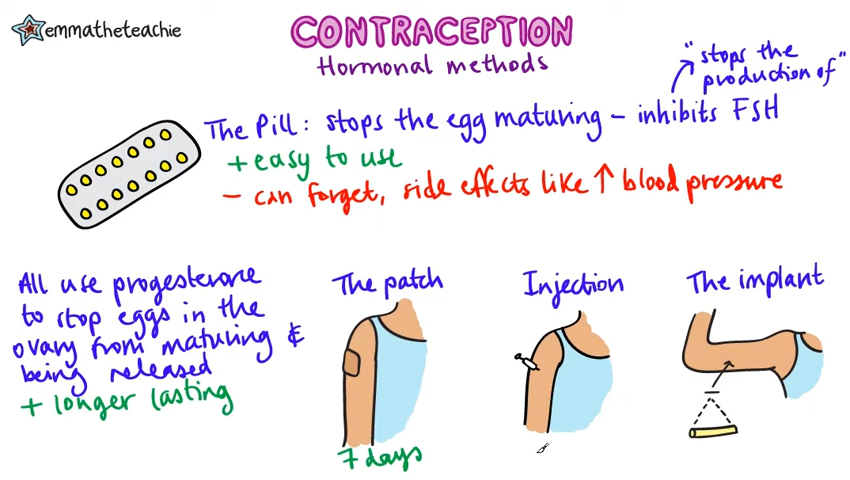 emmatheteachie
CONTRACEPTION
Hormonal methods
"stops the
production of"
The Pill: stops the egg maturing – inhibits FSH
+ easy to use
– can forget, side effects like ↑ blood pressure
All use progesterone
to stop eggs in the
ovary from maturing &
being released
+ longer lasting
The patch
7 days
Injection
The implant